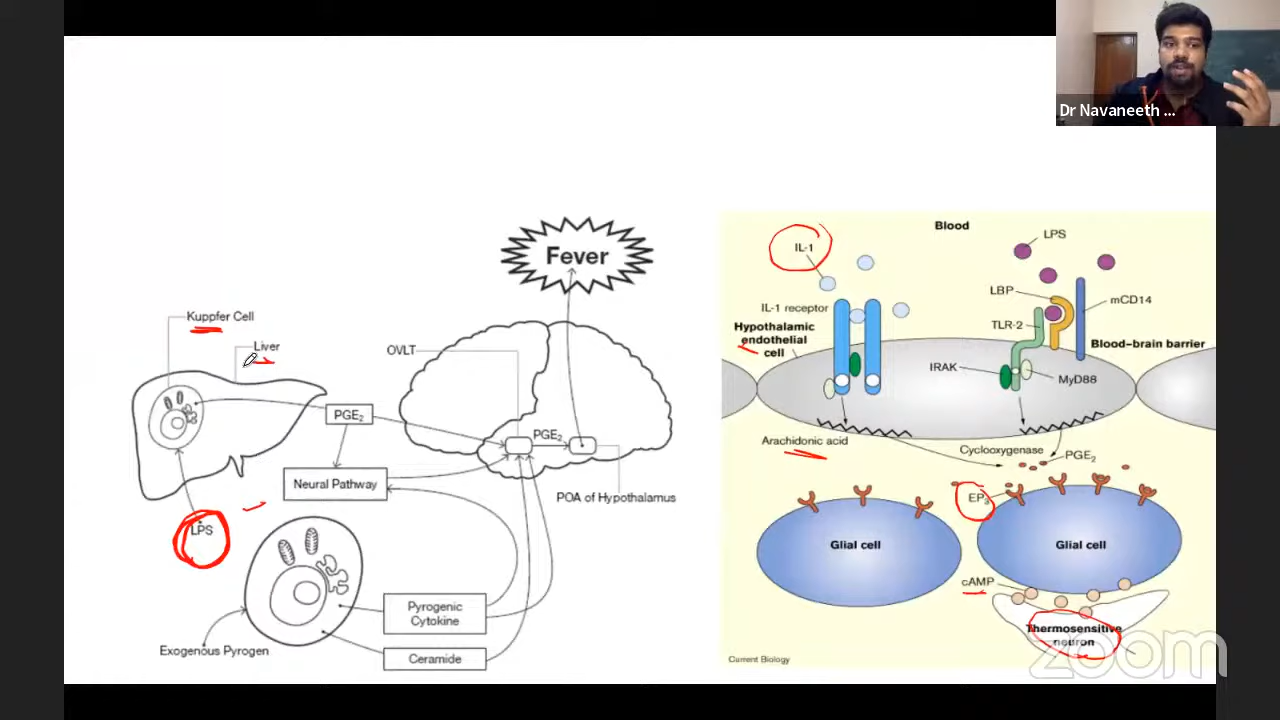 Dr Navaneeth ...
Fever
Kuppfer Cell
Liver
OVLT
PGE2
PGE2
Neural Pathway
POA of Hypothalamus
LPS
Pyrogenic
Cytokine
Exogenous Pyrogen
Ceramide
Blood
IL-1
LPS
LBP
mCD14
IL-1 receptor
TLR-2
Hypothalamic
endothelial
cell
Blood–brain barrier
IRAK
MyD88
Arachidonic acid
Cyclooxygenase
PGE2
EP3
Glial cell
Glial cell
cAMP
Thermosensitive
neuron
Current Biology
zoom